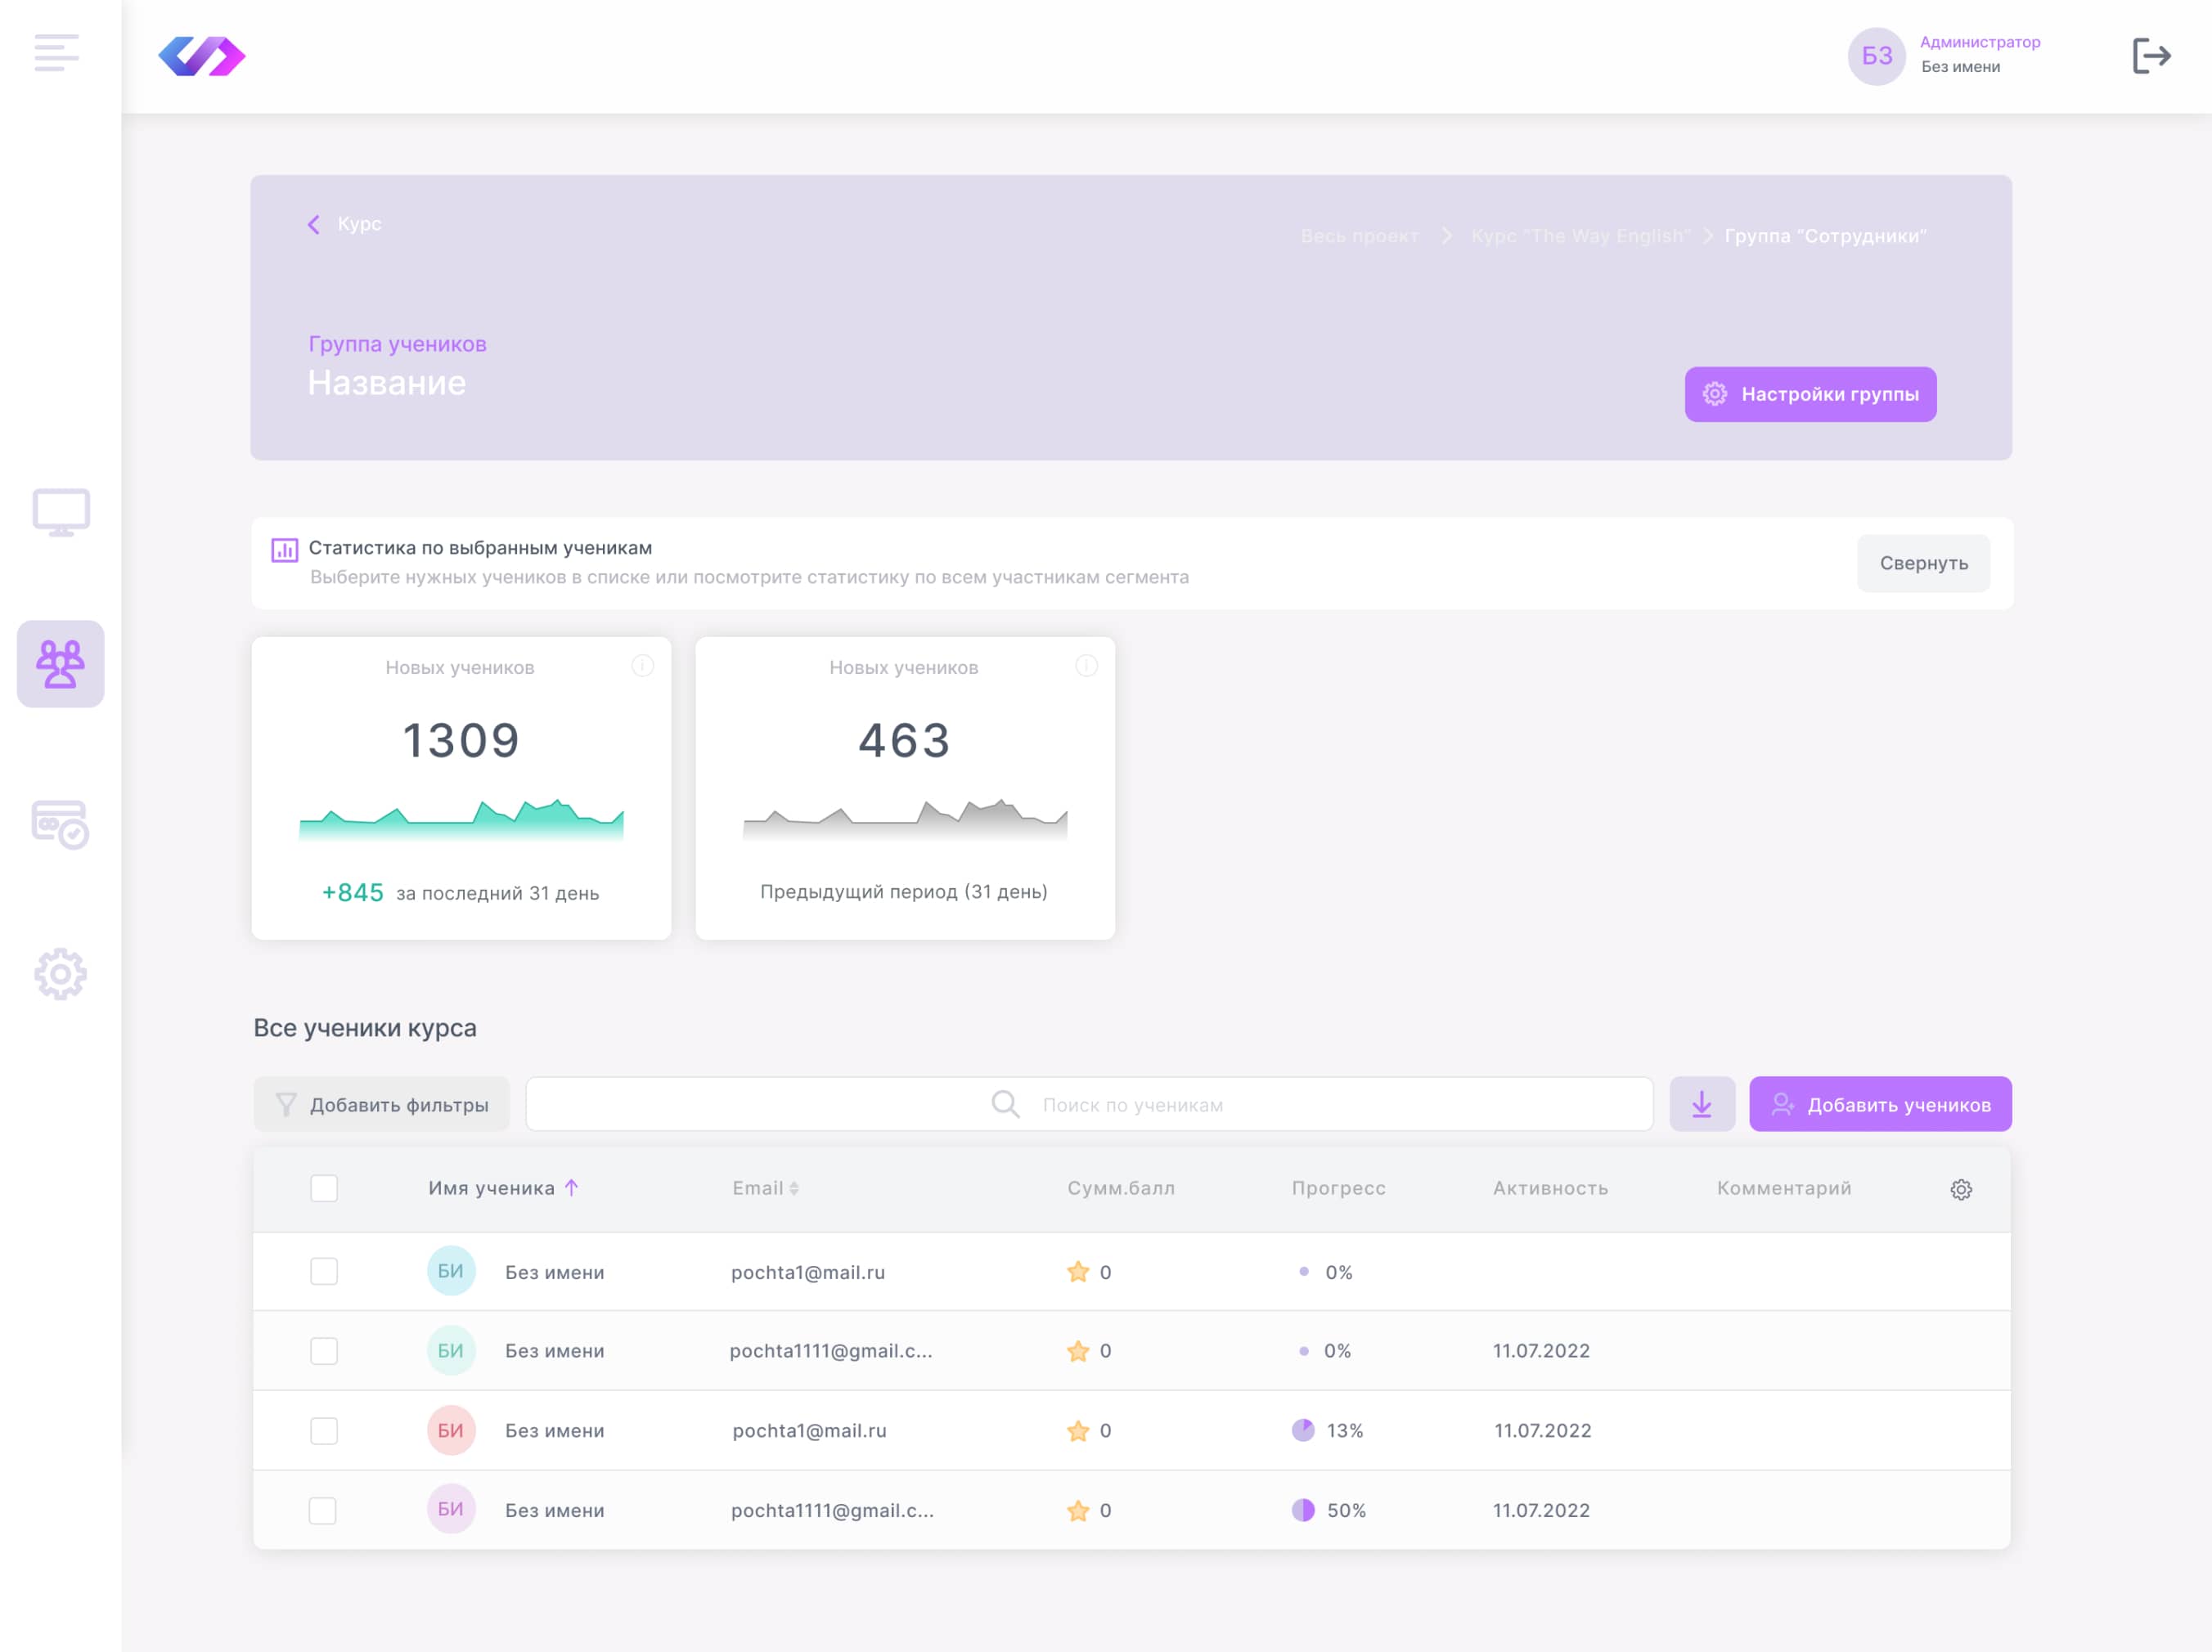 БЗ
Администратор
Без имени
Курс
Весь проект
Курс "The Way English"
Группа "Сотрудники"
Группа учеников
Название
Настройки группы
Статистика по выбранным ученикам
Выберите нужных учеников в списке или посмотрите статистику по всем участникам сегмента
Свернуть
Новых учеников
1309
+845 за последний 31 день
Новых учеников
463
Предыдущий период (31 день)
Все ученики курса
Добавить фильтры
Поиск по ученикам
Добавить учеников
Имя ученика Email Сумм.балл Прогресс Активность Комментарий
БИ Без имени pochta1@mail.ru 0 0%
БИ Без имени pochta1111@gmail.c... 0 0% 11.07.2022
БИ Без имени pochta1@mail.ru 0 13% 11.07.2022
БИ Без имени pochta1111@gmail.c... 0 50% 11.07.2022